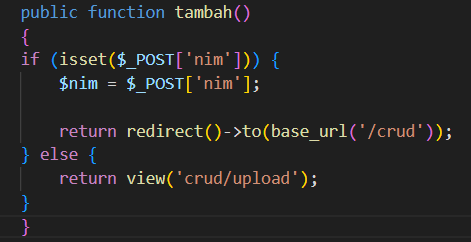 public function tambah()
{
if (isset($_POST['nim'])) {
    $nim = $_POST['nim'];

    return redirect()->to(base_url('/crud'));
} else {
    return view('crud/upload');
}
}